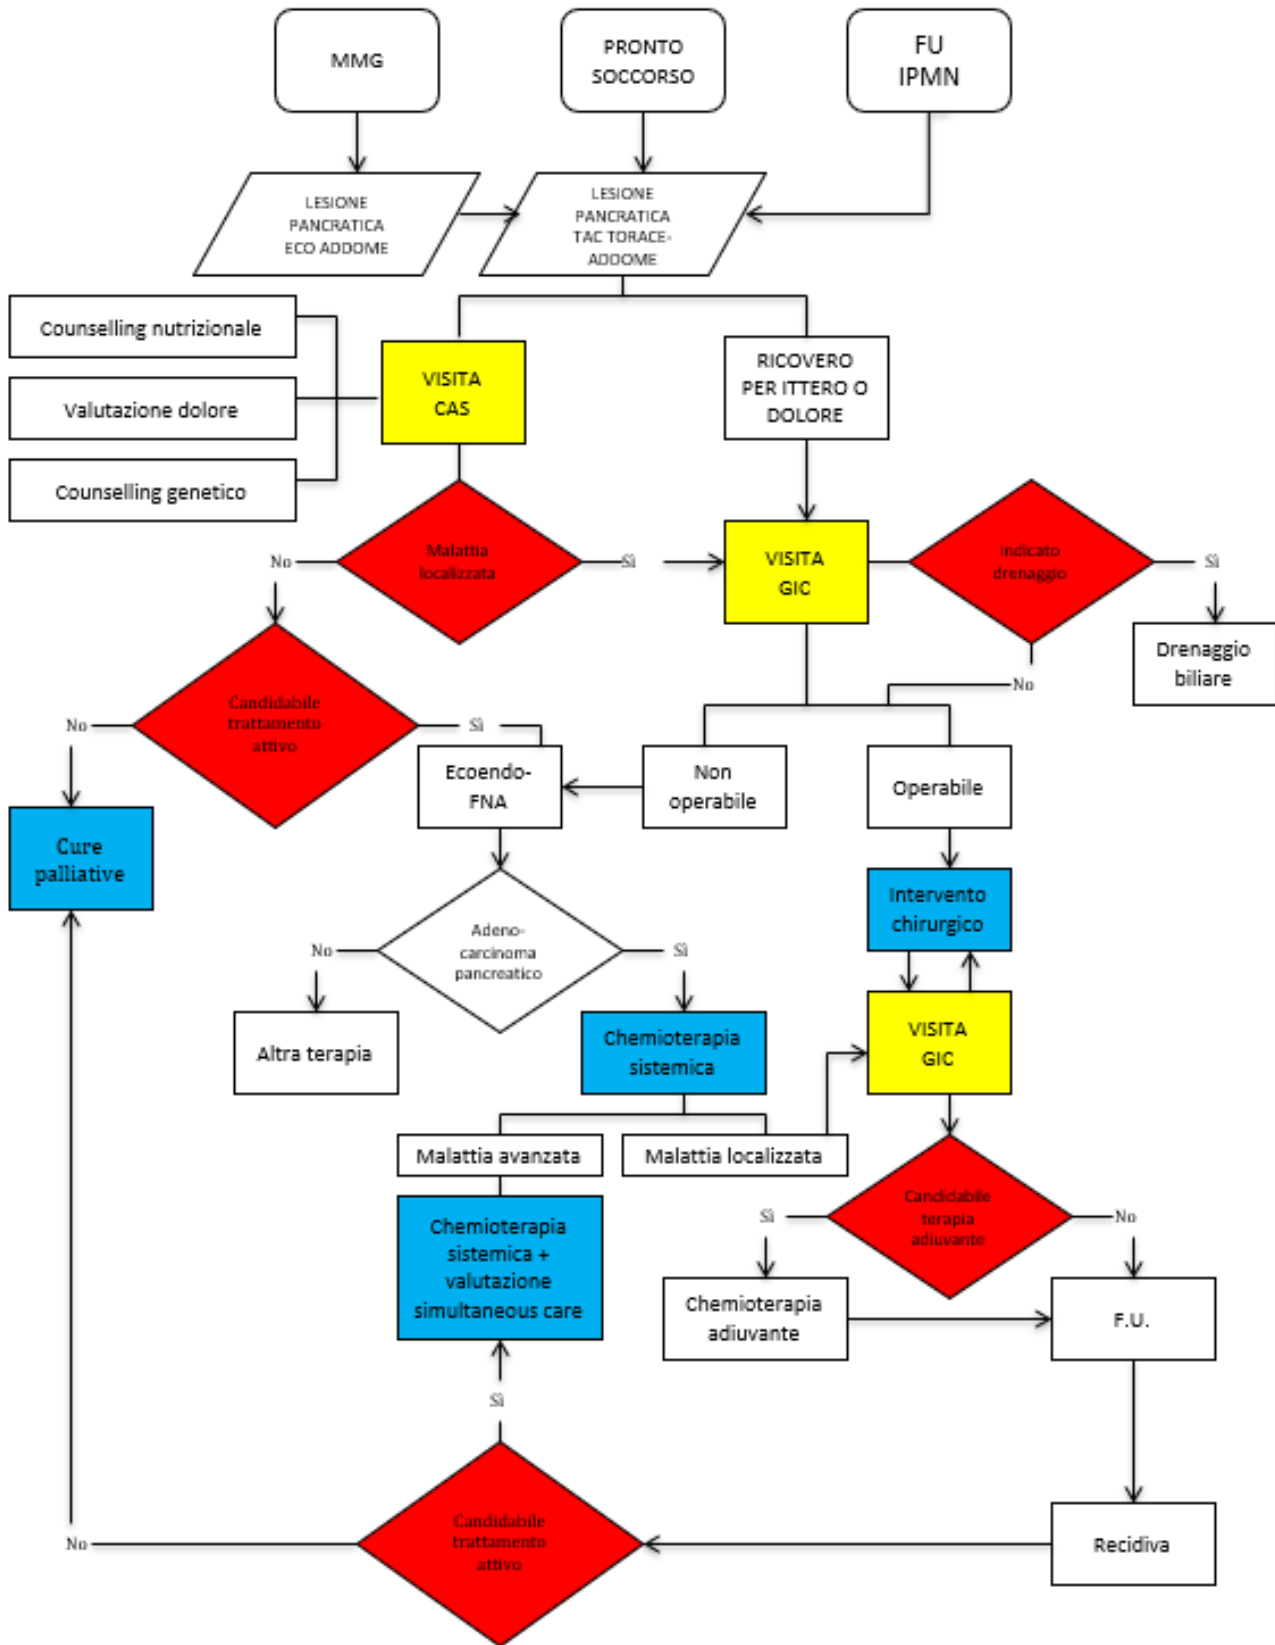 MMG
PRONTO
SOCCORSO
FU
IPMN
LESIONE
PANCRATICA
ECO ADDOME
LESIONE
PANCRATICA
TAC TORACE-
ADDOME
Counselling nutrizionale
Valutazione dolore
Counselling genetico
VISITA
CAS
RICOVERO
PER ITTERO O
DOLORE
Malattia
localizzata
No
Sì
VISITA
GIC
Indicato
drenaggio
Sì
No
Drenaggio
biliare
Candidabile
trattamento
attivo
No
Sì
Ecoendo-
FNA
Non
operabile
Operabile
Cure
palliative
Intervento
chirurgico
Adeno-
carcinoma
pancreatico
No
Sì
Altra terapia
Chemioterapia
sistemica
VISITA
GIC
Malattia avanzata
Malattia localizzata
Candidabile
terapia
adiuvante
Sì
No
Chemioterapia
sistemica +
valutazione
simultaneous care
Chemioterapia
adiuvante
F.U.
Sì
Candidabile
trattamento
attivo
No
Recidiva